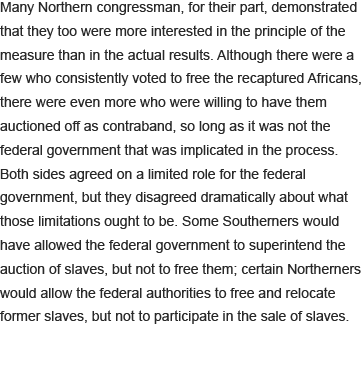 Many Northern congressman, for their part, demonstrated
that they too were more interested in the principle of the
measure than in the actual results. Although there were a
few who consistently voted to free the recaptured Africans,
there were even more who were willing to have them
auctioned off as contraband, so long as it was not the
federal government that was implicated in the process.
Both sides agreed on a limited role for the federal
government, but they disagreed dramatically about what
those limitations ought to be. Some Southerners would
have allowed the federal government to superintend the
auction of slaves, but not to free them; certain Northerners
would allow the federal authorities to free and relocate
former slaves, but not to participate in the sale of slaves.